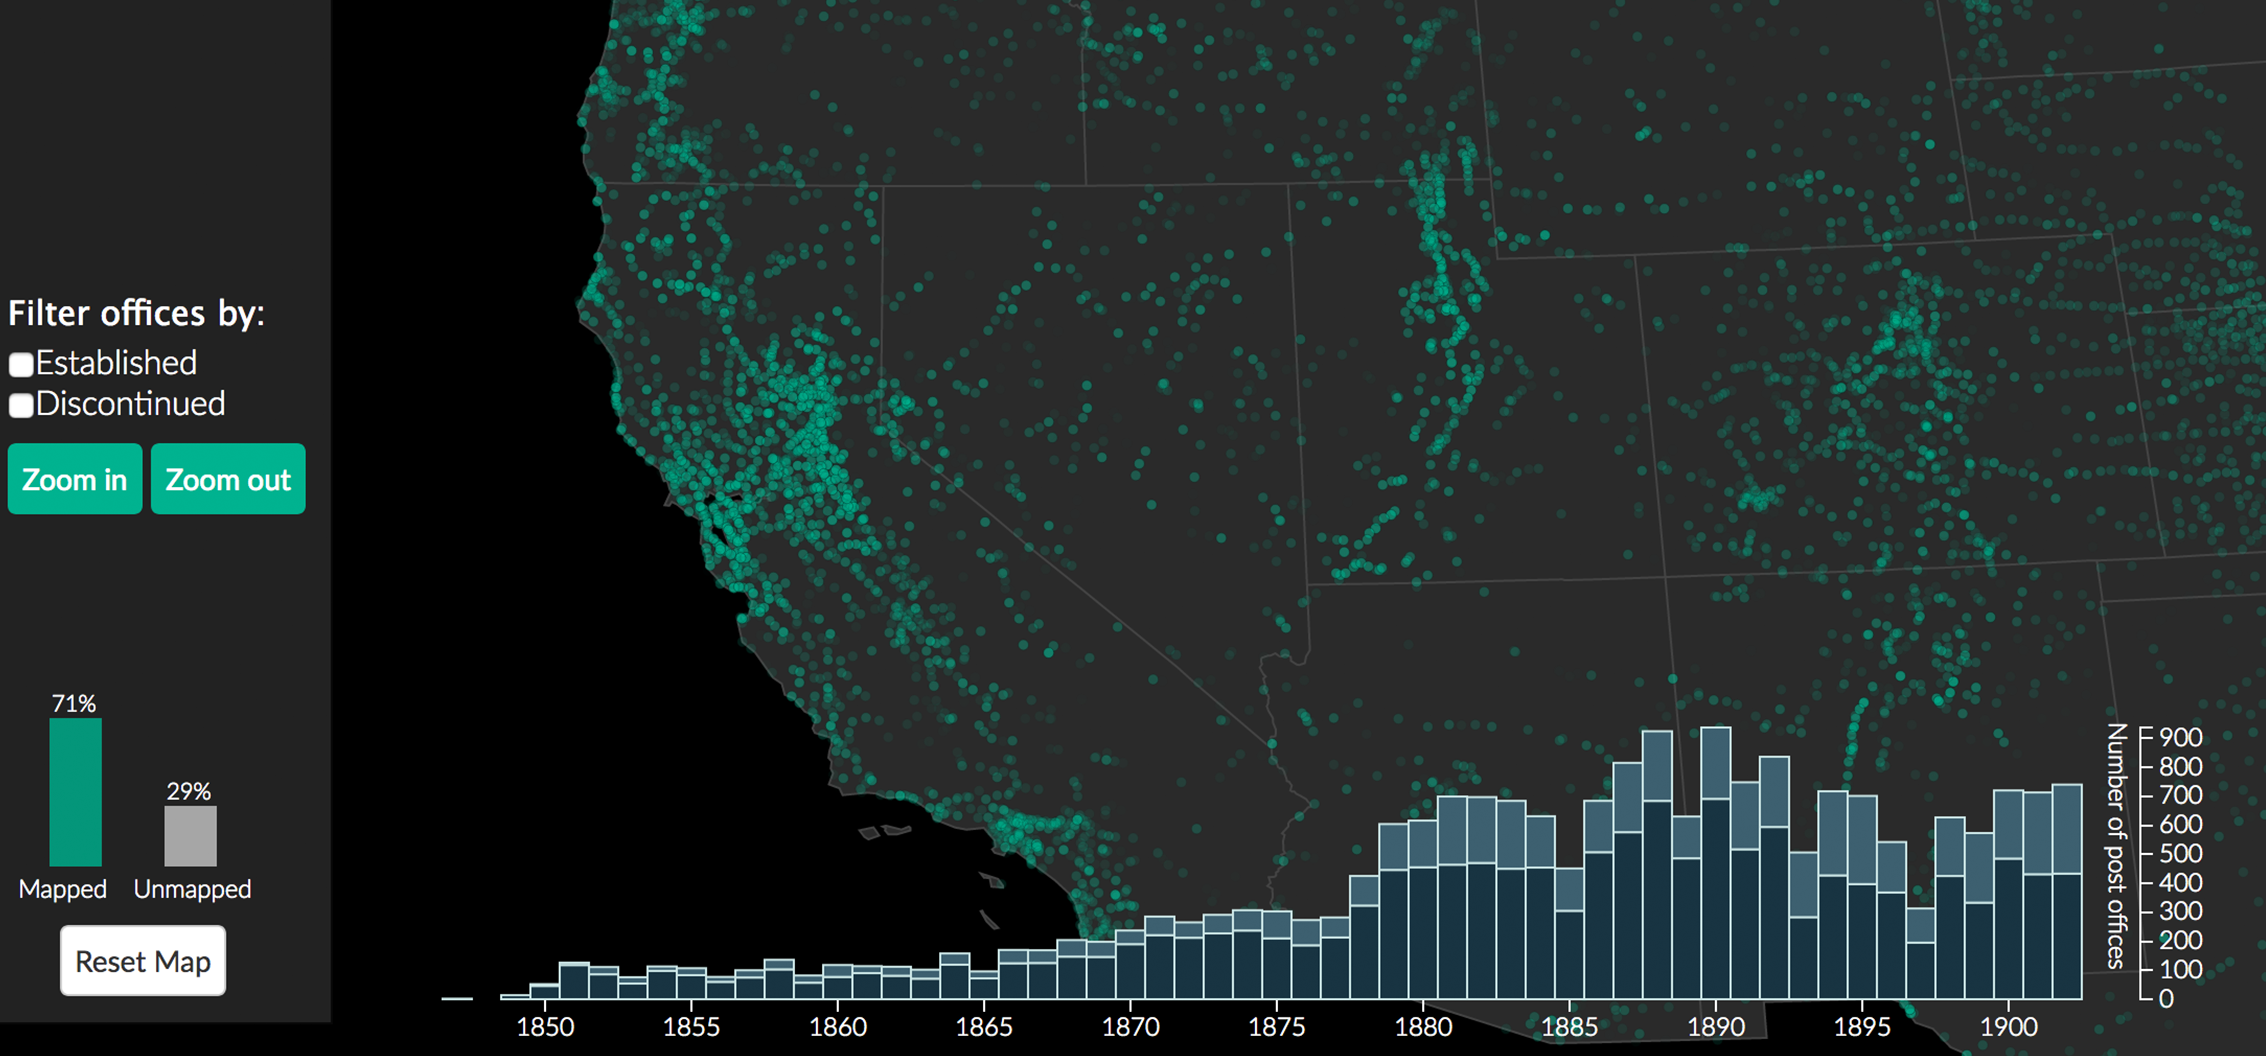 Filter offices by:
Established
Discontinued
Zoom in
Zoom out
71%
29%
Mapped
Unmapped
Reset Map
Number of post offices
900
800
700
600
500
400
300
200
100
0
1850
1855
1860
1865
1870
1875
1880
1885
1890
1895
1900